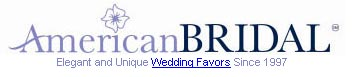 AmericanBRIDAL
Elegant and Unique Wedding Favors Since 1997